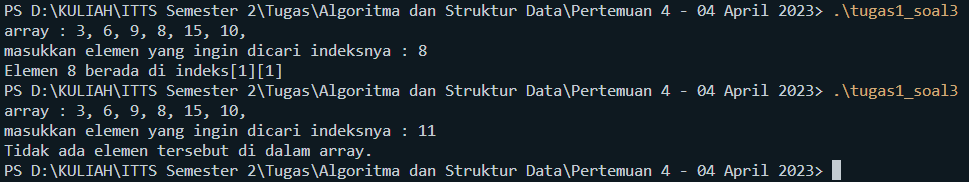 PS D:\KULIAH\ITTS Semester 2\Tugas\Algoritma dan Struktur Data\Pertemuan 4 - 04 April 2023> .\tugas1_soal3
array : 3, 6, 9, 8, 15, 10,
masukkan elemen yang ingin dicari indeksnya : 8
Elemen 8 berada di indeks[1][1]
PS D:\KULIAH\ITTS Semester 2\Tugas\Algoritma dan Struktur Data\Pertemuan 4 - 04 April 2023> .\tugas1_soal3
array : 3, 6, 9, 8, 15, 10,
masukkan elemen yang ingin dicari indeksnya : 11
Tidak ada elemen tersebut di dalam array.
PS D:\KULIAH\ITTS Semester 2\Tugas\Algoritma dan Struktur Data\Pertemuan 4 - 04 April 2023>